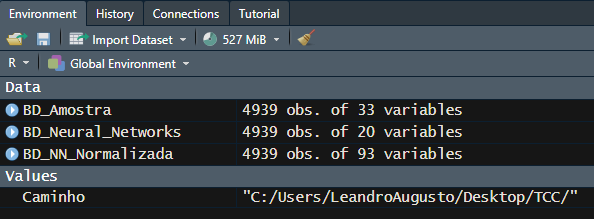 Environment History Connections Tutorial
Import Dataset 527 MiB
R Global Environment
Data
BD_Amostra 4939 obs. of 33 variables
BD_Neural_Networks 4939 obs. of 20 variables
BD_NN_Normalizada 4939 obs. of 93 variables
Values
Caminho "C:/Users/LeandroAugusto/Desktop/TCC/"